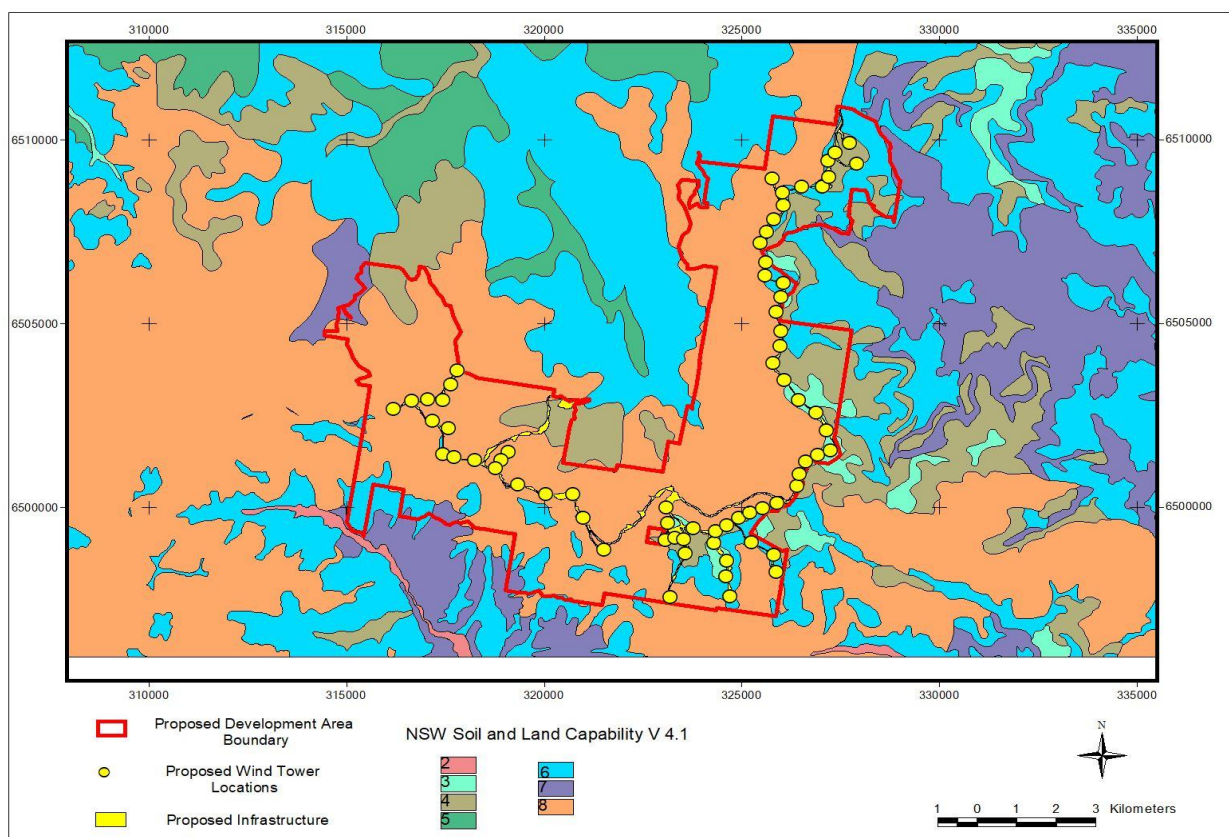 310000 315000 320000 325000 330000 335000
6510000 6510000
6505000 6505000
6500000 6500000
310000 315000 320000 325000 330000 335000
Proposed Development Area
Boundary
Proposed Wind Tower
Locations
Proposed Infrastructure
NSW Soil and Land Capability V 4.1
2
3
4
5
6
7
8
N
1 0 1 2 3 Kilometers